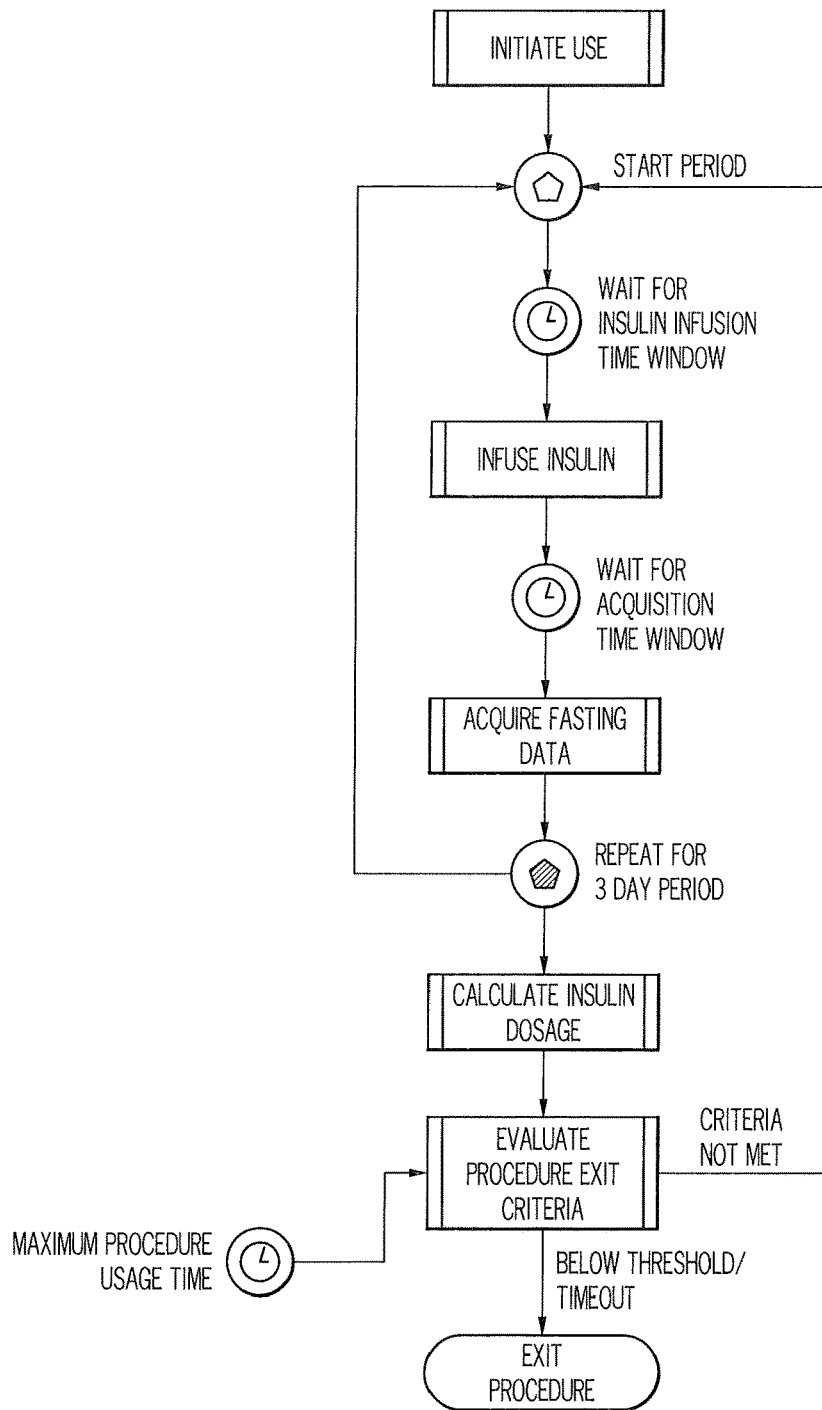 INITIATE USE
START PERIOD
WAIT FOR
INSULIN INFUSION
TIME WINDOW
INFUSE INSULIN
WAIT FOR
ACQUISITION
TIME WINDOW
ACQUIRE FASTING
DATA
REPEAT FOR
3 DAY PERIOD
CALCULATE INSULIN
DOSAGE
EVALUATE
PROCEDURE EXIT
CRITERIA
CRITERIA
NOT MET
MAXIMUM PROCEDURE
USAGE TIME
BELOW THRESHOLD/
TIMEOUT
EXIT
PROCEDURE